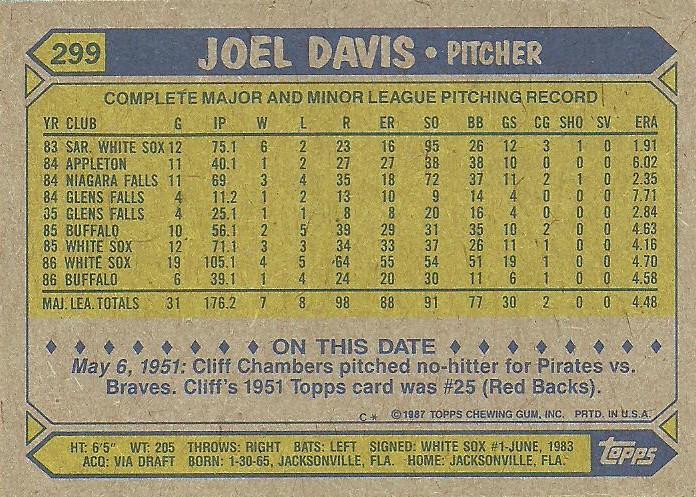 299
JOEL DAVIS • PITCHER
COMPLETE MAJOR AND MINOR LEAGUE PITCHING RECORD
YR CLUB G IP W L R ER SO BB GS CG SHO SV ERA
83 SAR. WHITE SOX 12 75.1 6 2 23 16 95 26 12 3 1 0 1.91
84 APPLETON 11 40.1 1 2 27 27 38 38 10 0 0 0 6.02
84 NIAGARA FALLS 11 69 3 4 35 18 72 37 11 2 1 0 2.35
84 GLENS FALLS 4 11.2 1 2 13 10 9 14 4 0 0 0 7.71
85 GLENS FALLS 4 25.1 1 1 8 8 20 16 4 0 0 0 2.84
85 BUFFALO 10 56.1 2 5 39 29 31 35 10 2 0 0 4.63
85 WHITE SOX 12 71.1 3 3 34 33 37 26 11 1 0 0 4.16
86 WHITE SOX 19 105.1 4 5 64 55 54 51 19 1 0 0 4.70
86 BUFFALO 6 39.1 4 1 24 20 30 11 6 1 0 0 4.58
MAJ. LEA. TOTALS 31 176.2 7 8 98 88 91 77 30 2 0 0 4.48
ON THIS DATE
May 6, 1951: Cliff Chambers pitched no-hitter for Pirates vs.
Braves. Cliff's 1951 Topps card was #25 (Red Backs).
C* ©1987 TOPPS CHEWING GUM, INC. PRTD. IN U.S.A.
HT: 6'5" WT: 205 THROWS: RIGHT BATS: LEFT SIGNED: WHITE SOX #1-JUNE, 1983
ACQ: VIA DRAFT BORN: 1-30-65, JACKSONVILLE, FLA. HOME: JACKSONVILLE, FLA.
TOPPS